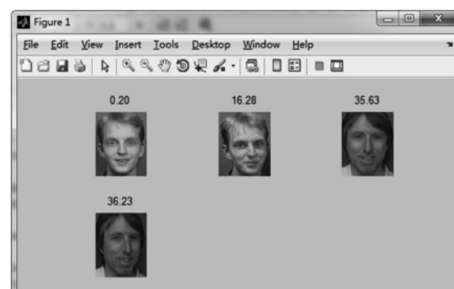 Figure 1
File Edit View Insert Tools Desktop Window Help
0.20 16.28 35.63
36.23